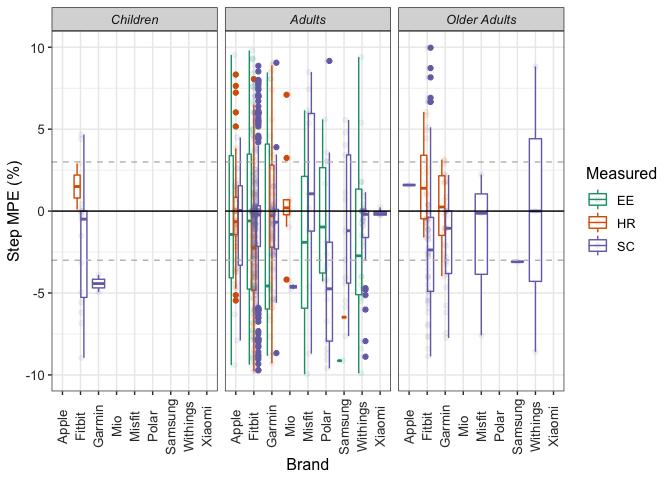 Children
Adults
Older Adults
Step MPE (%)
10
5
0
-5
-10
Apple
Fitbit
Garmin
Mio
Misfit
Polar
Samsung
Withings
Xiaomi
Apple
Fitbit
Garmin
Mio
Misfit
Polar
Samsung
Withings
Xiaomi
Apple
Fitbit
Garmin
Mio
Misfit
Polar
Samsung
Withings
Xiaomi
Brand
Measured
EE
HR
SC